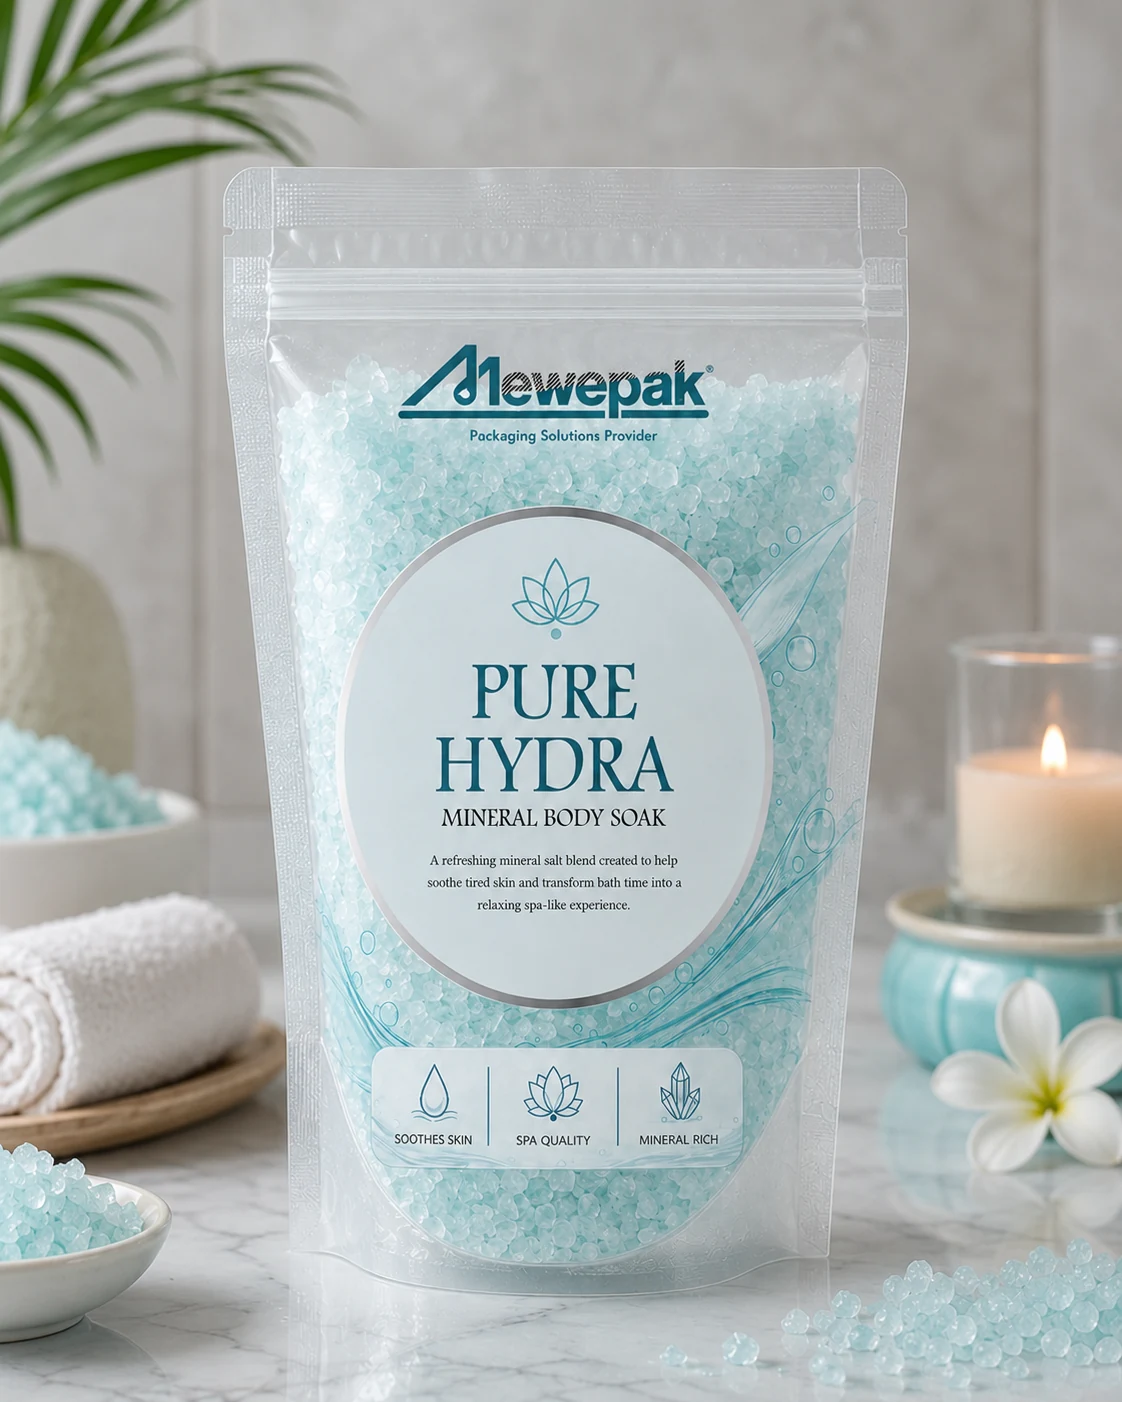 Mewepak®
Packaging Solutions Provider
PURE
HYDRA
MINERAL BODY SOAK
A refreshing mineral salt blend created to help
soothe tired skin and transform bath time into a
relaxing spa-like experience.
SOOTHES SKIN
SPA QUALITY
MINERAL RICH